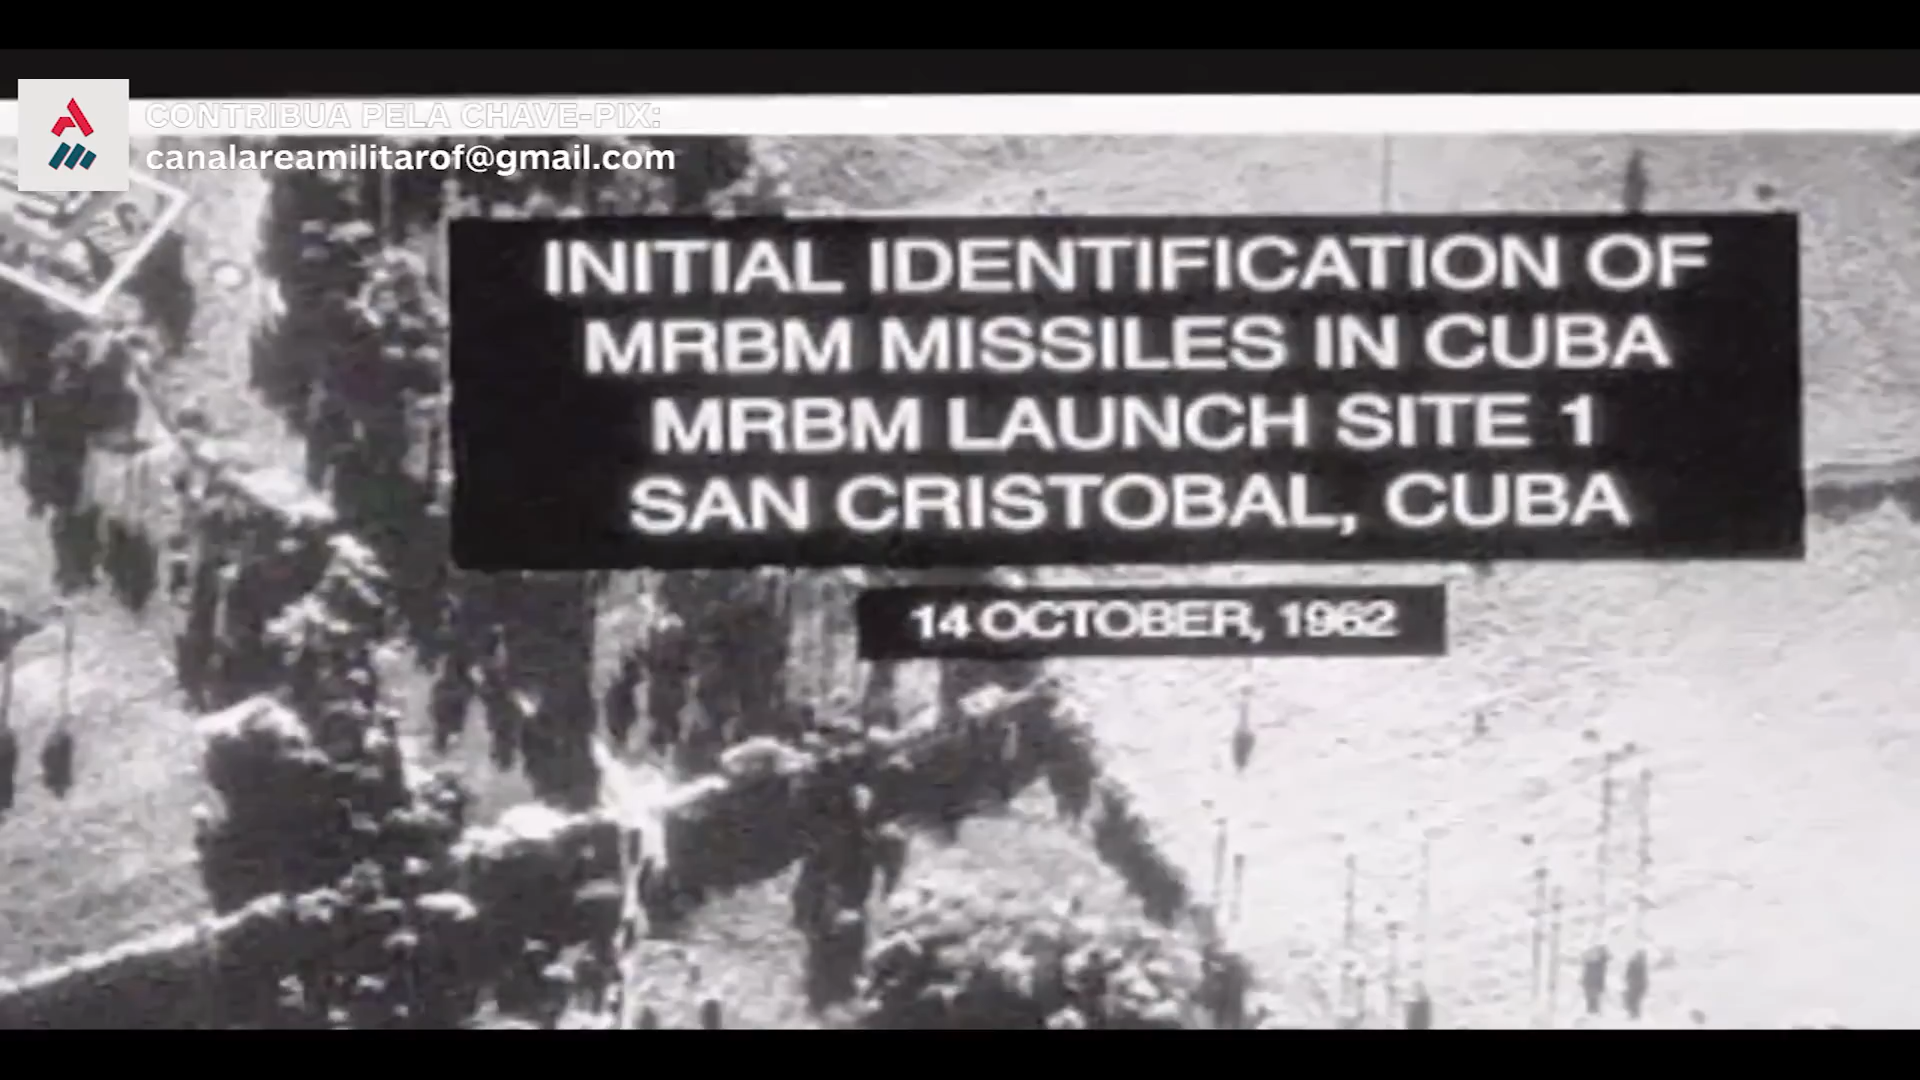 CONTRIBUA PELA CHAVE-PIX:
canalareamilitarof@gmail.com
INITIAL IDENTIFICATION OF
MRBM MISSILES IN CUBA
MRBM LAUNCH SITE 1
SAN CRISTOBAL, CUBA
14 OCTOBER, 1962